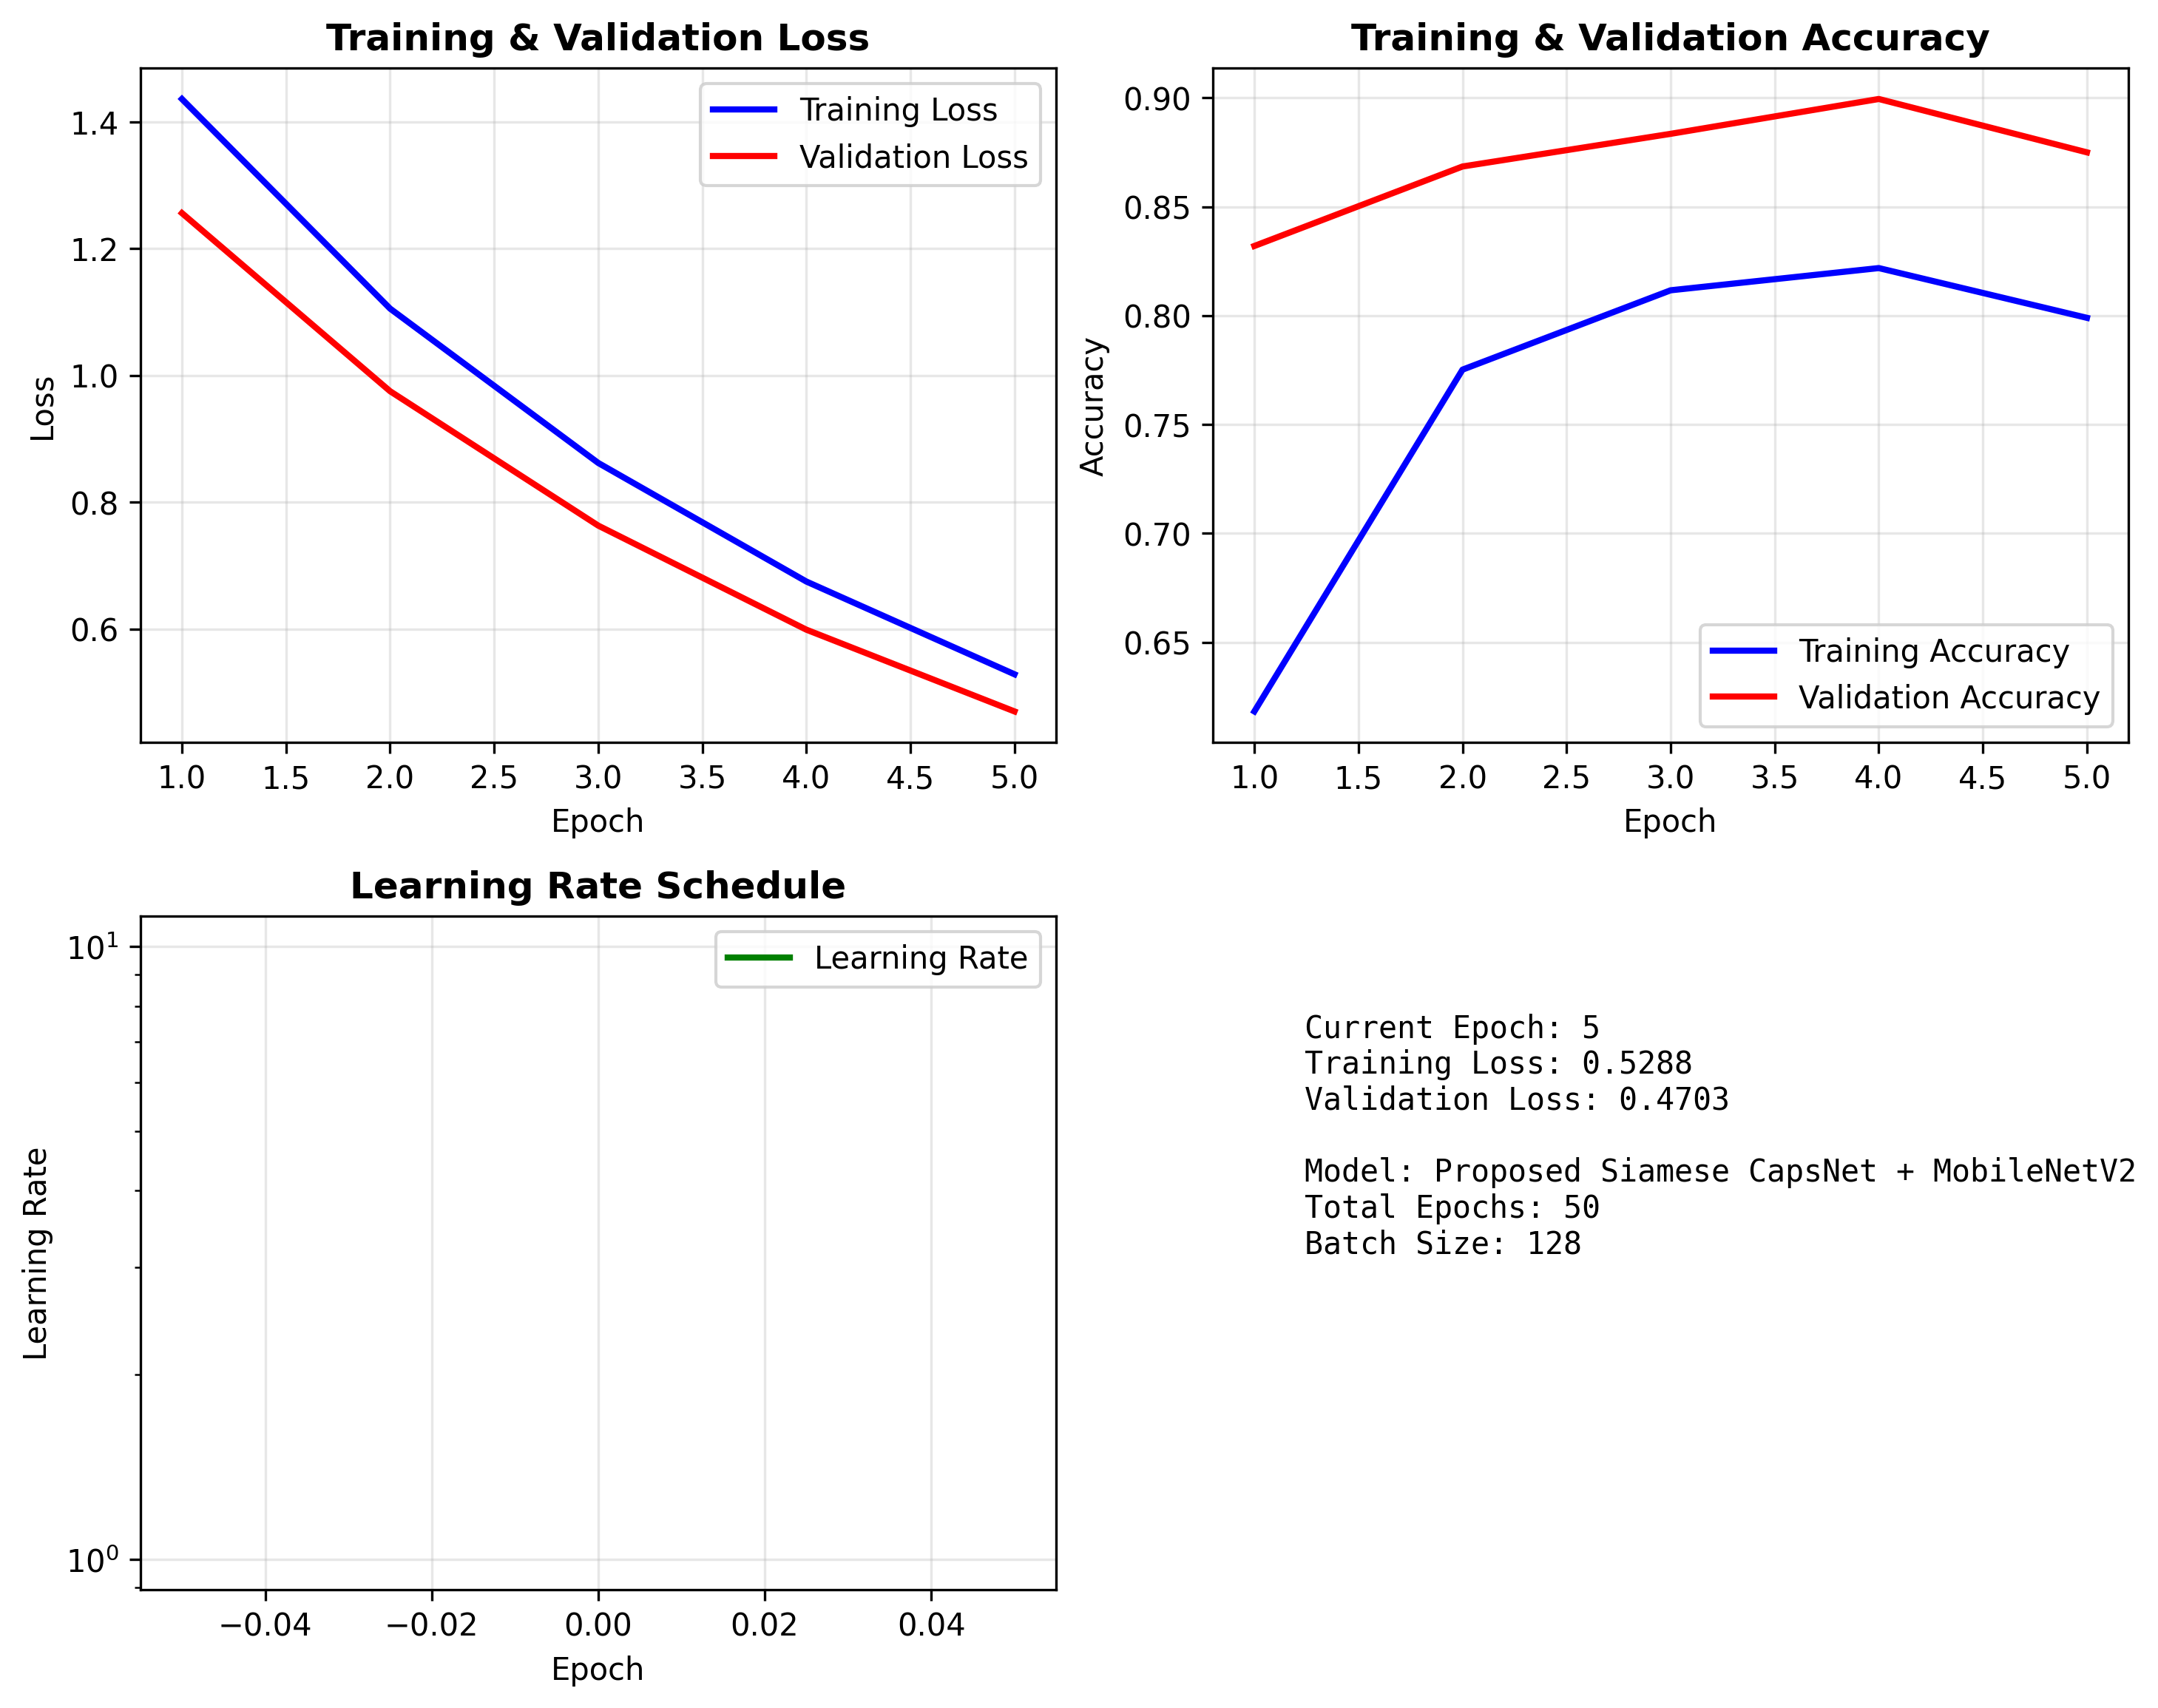 Training & Validation Loss
Training Loss
Validation Loss
1.4
1.2
1.0
0.8
0.6
Loss
1.0 1.5 2.0 2.5 3.0 3.5 4.0 4.5 5.0
Epoch
Training & Validation Accuracy
0.90
0.85
0.80
0.75
0.70
0.65
Accuracy
Training Accuracy
Validation Accuracy
1.0 1.5 2.0 2.5 3.0 3.5 4.0 4.5 5.0
Epoch
Learning Rate Schedule
Learning Rate
10¹
10⁰
Learning Rate
−0.04 −0.02 0.00 0.02 0.04
Epoch
Current Epoch: 5
Training Loss: 0.5288
Validation Loss: 0.4703
Model: Proposed Siamese CapsNet + MobileNetV2
Total Epochs: 50
Batch Size: 128